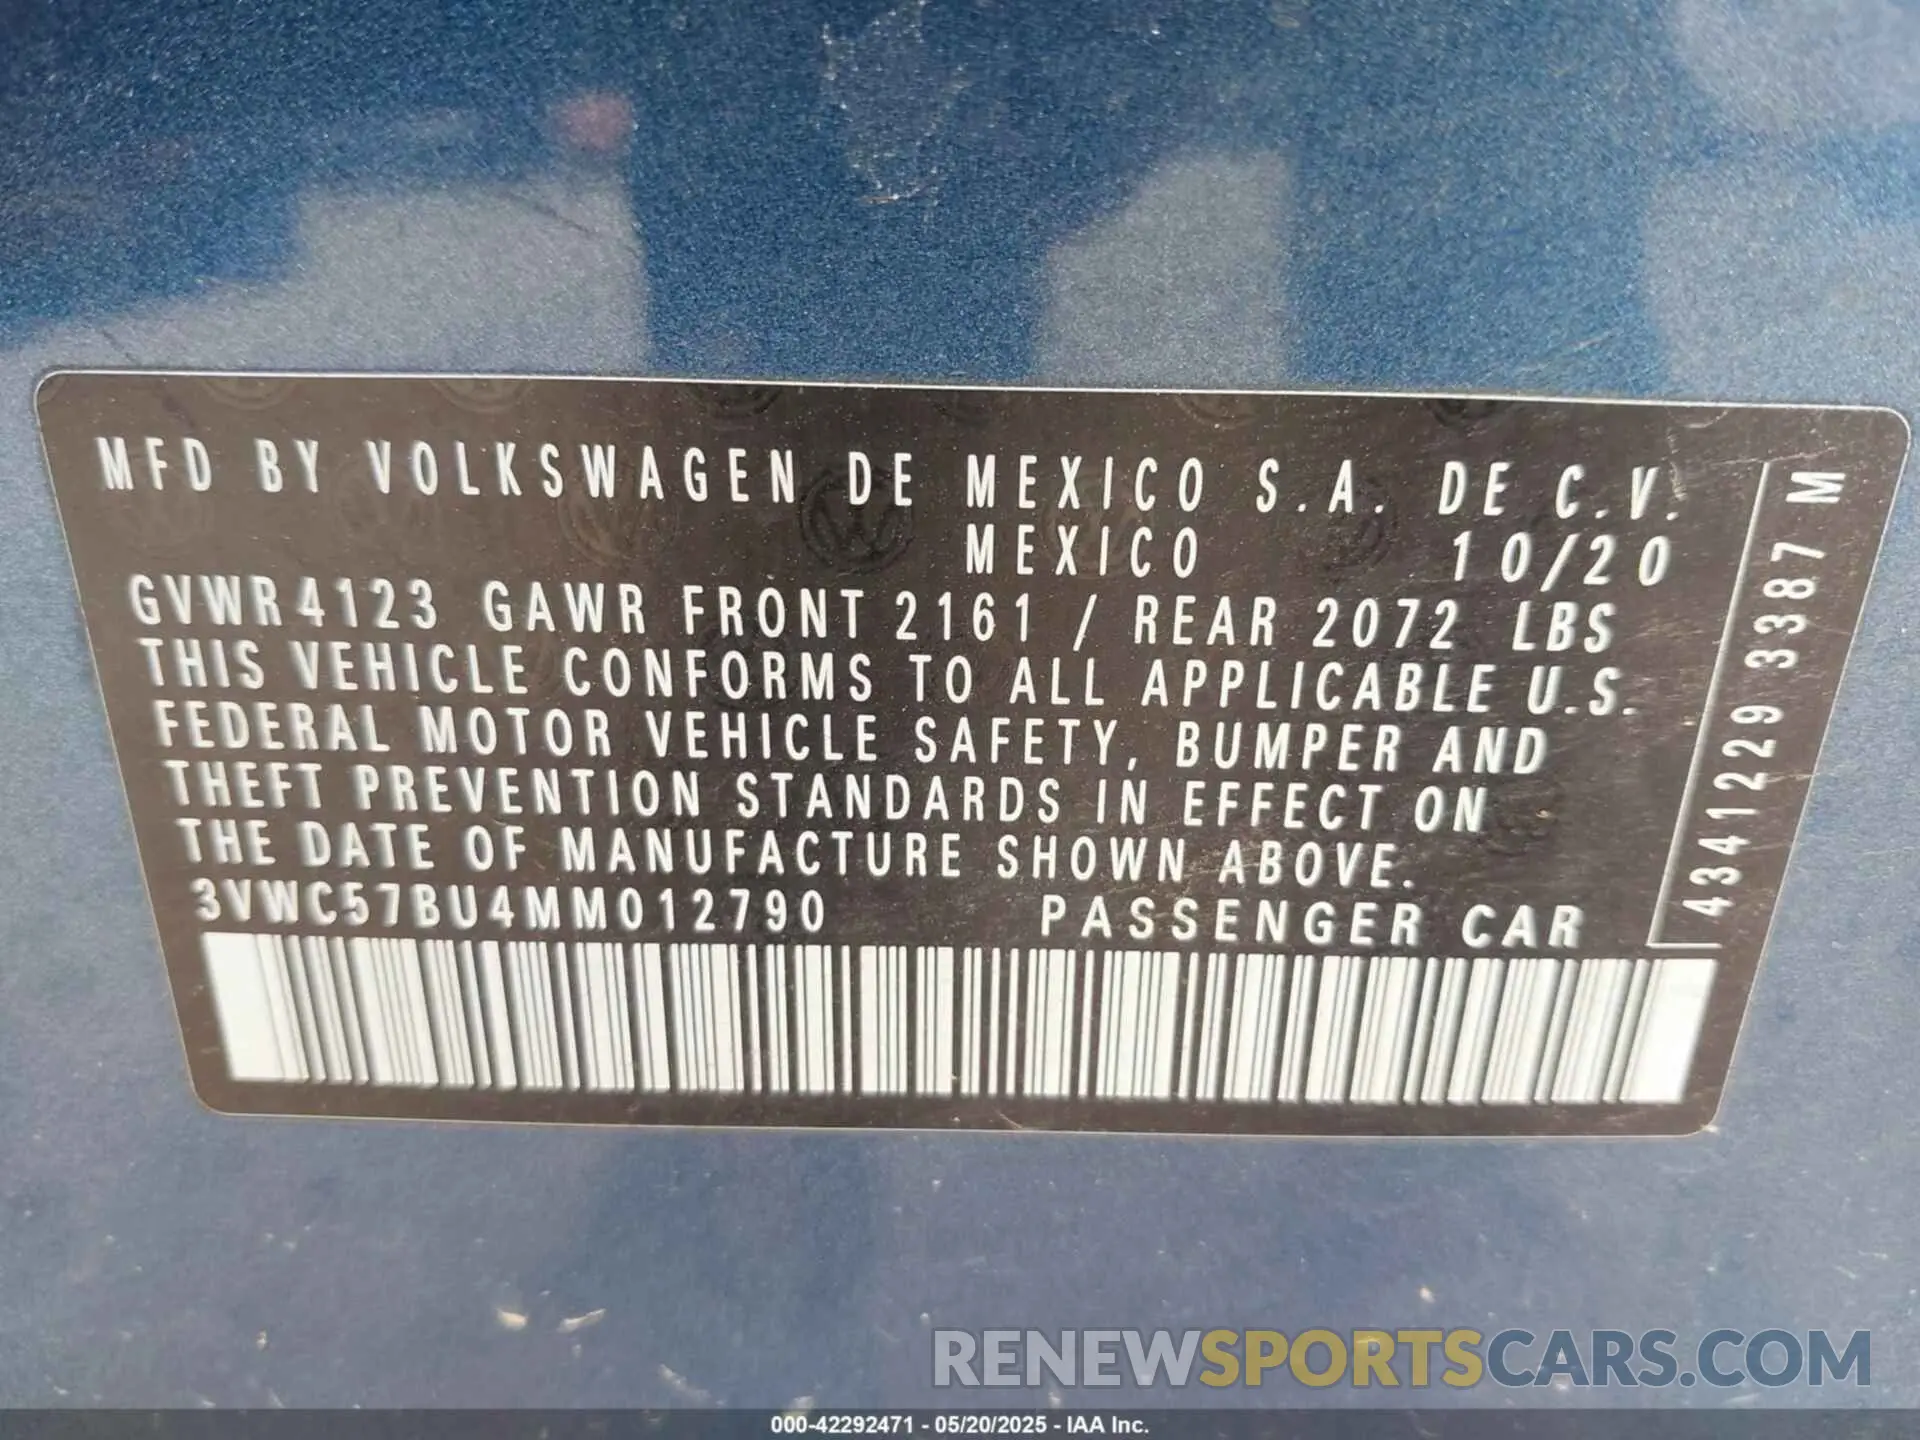 MFD BY VOLKSWAGEN DE MEXICO S.A. DE C.V.
MEXICO 10/20
GVWR 4123 GAWR FRONT 2161 / REAR 2072 LBS
THIS VEHICLE CONFORMS TO ALL APPLICABLE U.S.
FEDERAL MOTOR VEHICLE SAFETY, BUMPER AND
THEFT PREVENTION STANDARDS IN EFFECT ON
THE DATE OF MANUFACTURE SHOWN ABOVE.
3VWC57BU4MM012790 PASSENGER CAR
4341229 3387 M
RENEWSPORTSCARS.COM
000-42292471 - 05/20/2025 - IAA Inc.